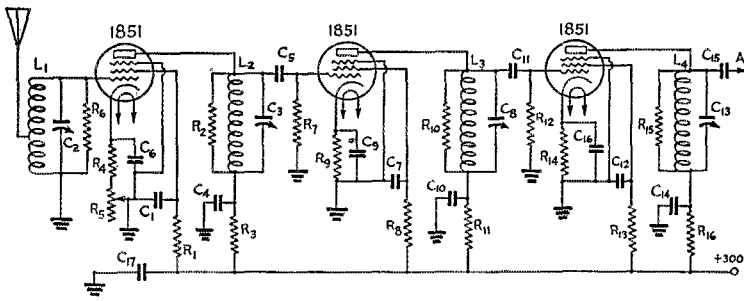 1851 1851 1851
L1 L2 C5 L3 C11 L4 C15 A
R6 C2 R2 C3 R7 R10 C8 R12 R15 C13
R4 C6 R9 C9 C7 R14 C16 C12
R5 C1 C4 C10 C14
R1 R3 R8 R11 R13 R16
C17 +300